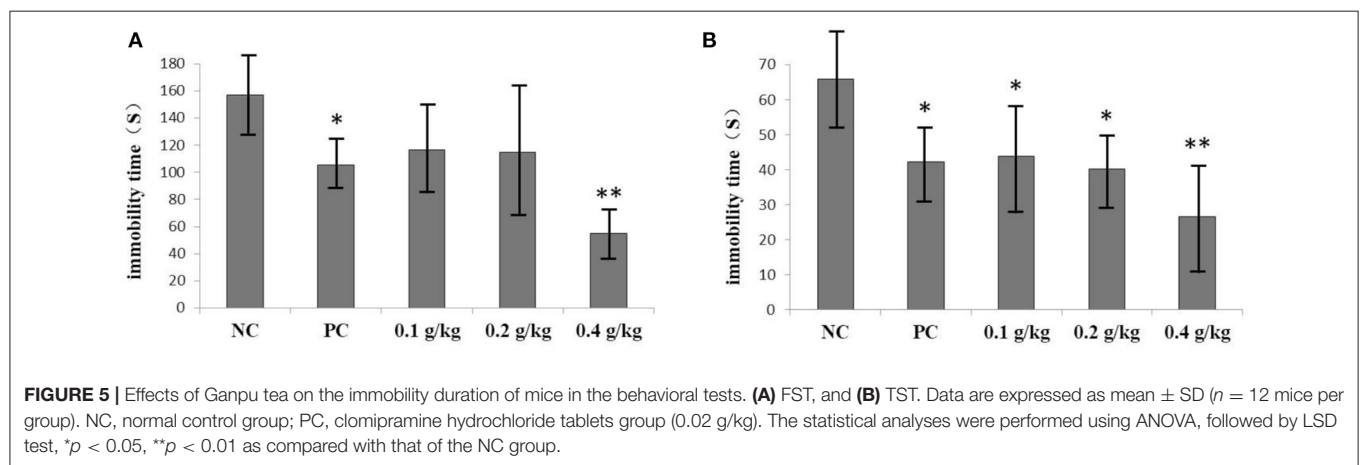 A
180
160
140
120
100
80
60
40
20
0
immobility time（S）
*
**
NC PC 0.1 g/kg 0.2 g/kg 0.4 g/kg
B
70
60
50
40
30
20
10
0
immobility time（S）
*
*
*
**
NC PC 0.1 g/kg 0.2 g/kg 0.4 g/kg
FIGURE 5 | Effects of Ganpu tea on the immobility duration of mice in the behavioral tests. (A) FST, and (B) TST. Data are expressed as mean ± SD (n = 12 mice per
group). NC, normal control group; PC, clomipramine hydrochloride tablets group (0.02 g/kg). The statistical analyses were performed using ANOVA, followed by LSD
test, *p < 0.05, **p < 0.01 as compared with that of the NC group.